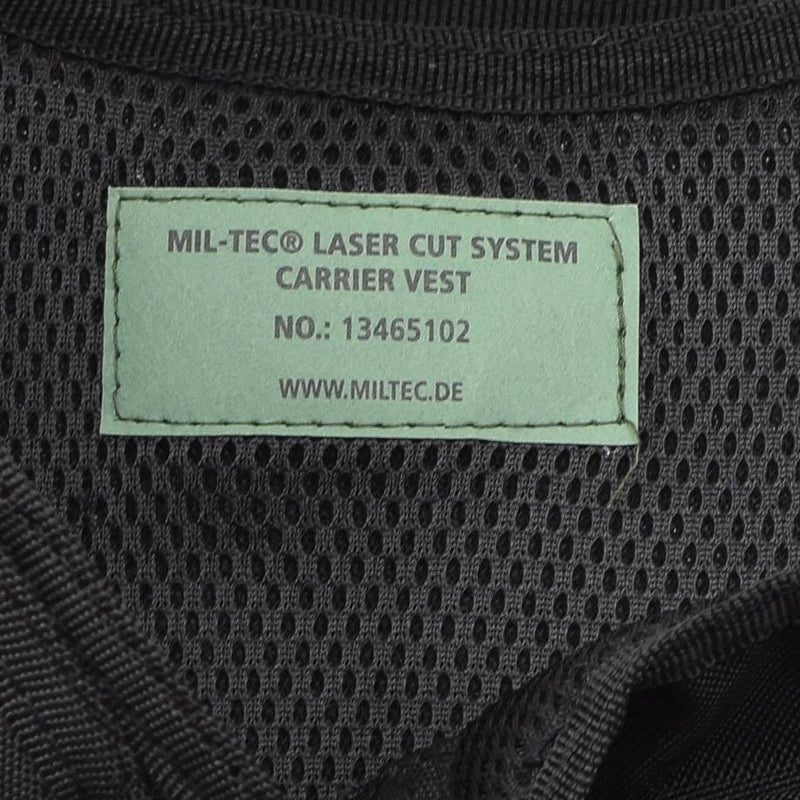 MIL-TEC® LASER CUT SYSTEM
CARRIER VEST
NO.: 13465102
WWW.MILTEC.DE